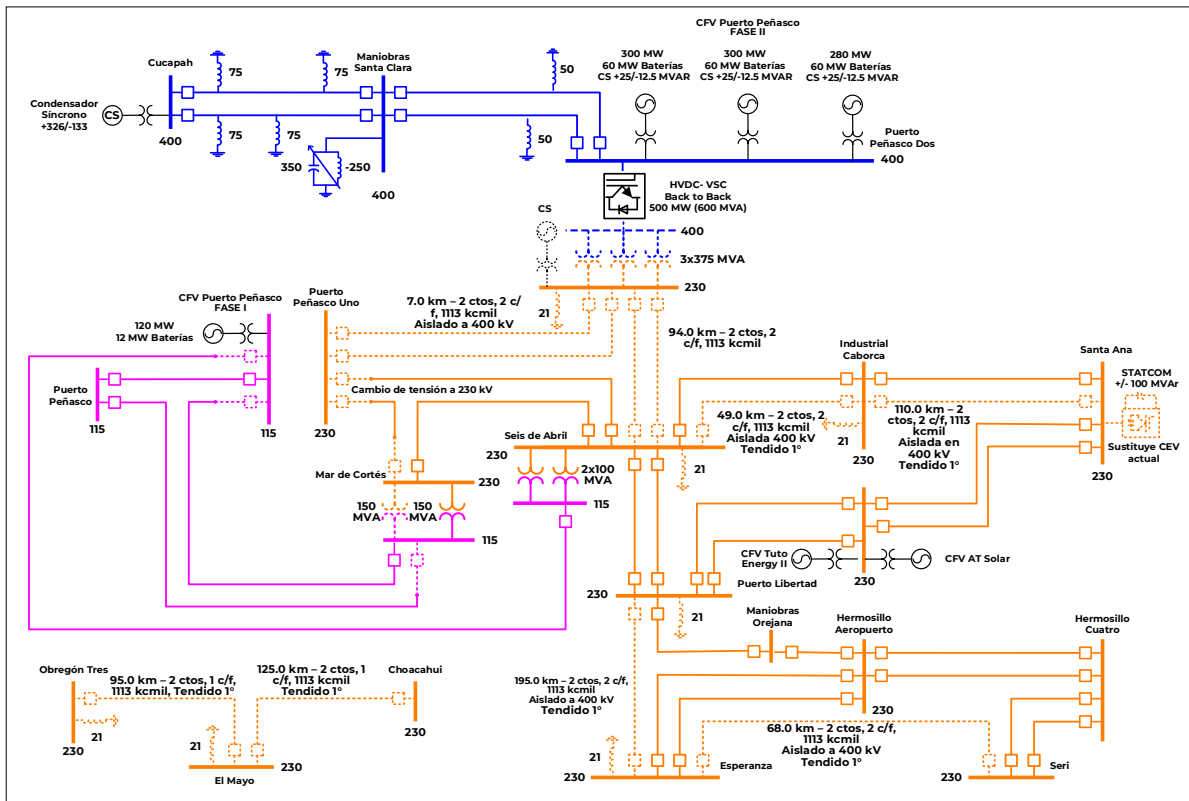 CFV Puerto Peñasco
FASE II
300 MW
60 MW Baterías
CS +25/-12.5 MVAR
300 MW
60 MW Baterías
CS +25/-12.5 MVAR
280 MW
60 MW Baterías
CS +25/-12.5 MVAR
Cucapah
75
75
Maniobras
Santa Clara
50
Condensador
Síncrono
+326/-133
CS
400
75
75
350
-250
400
50
Puerto
Peñasco Dos
400
HVDC- VSC
Back to Back
500 MW (600 MVA)
CS
400
3x375 MVA
230
21
CFV Puerto Peñasco
FASE I
120 MW
12 MW Baterías
Puerto
Peñasco Uno
7.0 km – 2 ctos, 2 c/
f, 1113 kcmil
Aislado a 400 kV
94.0 km – 2 ctos, 2
c/f, 1113 kcmil
Industrial
Caborca
Santa Ana
STATCOM
+/- 100 MVAr
Sustituye CEV
actual
230
Puerto
Peñasco
115
115
230
Cambio de tensión a 230 kV
Seis de Abril
230
49.0 km – 2 ctos, 2
c/f, 1113 kcmil
Aislada 400 kV
Tendido 1°
21
230
110.0 km – 2
ctos, 2 c/f, 1113
kcmil
Aislada en
400 kV
Tendido 1°
21
Mar de Cortés
230
2x100
MVA
115
150
MVA
150
MVA
115
CFV Tuto
Energy II
CFV AT Solar
230
Puerto Libertad
230
21
Maniobras
Orejana
Hermosillo
Aeropuerto
230
Hermosillo
Cuatro
230
Obregón Tres
230
21
95.0 km – 2 ctos, 1 c/f,
1113 kcmil, Tendido 1°
125.0 km – 2 ctos, 1
c/f, 1113 kcmil
Tendido 1°
Choacahui
230
21
El Mayo
230
195.0 km – 2 ctos, 2 c/f,
1113 kcmil
Aislado a 400 kV
Tendido 1°
21
230
Esperanza
68.0 km – 2 ctos, 2 c/f,
1113 kcmil
Aislado a 400 kV
Tendido 1°
230
Seri